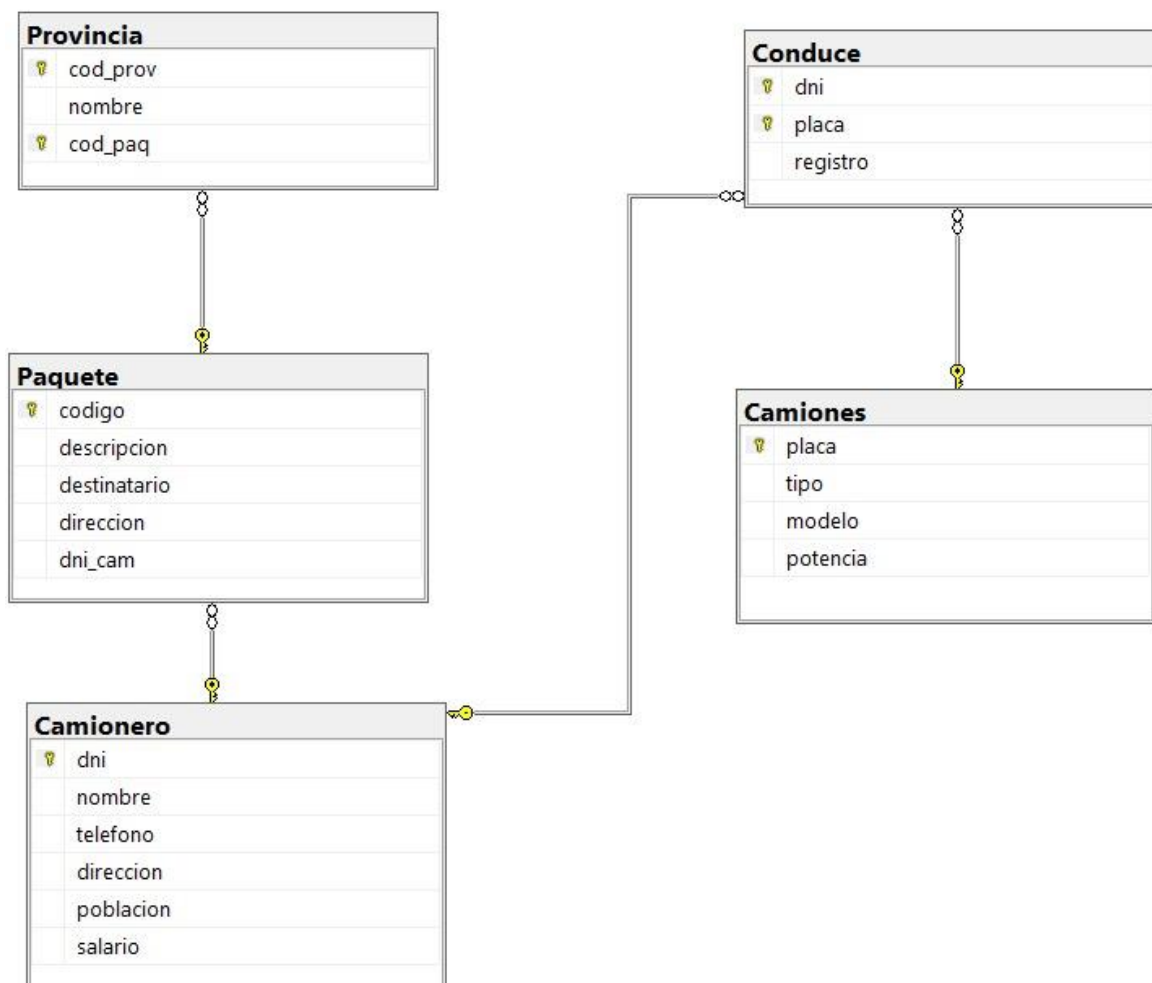 Provincia
cod_prov
nombre
cod_paq
Conduce
dni
placa
registro
Paquete
codigo
descripcion
destinatario
direccion
dni_cam
Camiones
placa
tipo
modelo
potencia
Camionero
dni
nombre
telefono
direccion
poblacion
salario